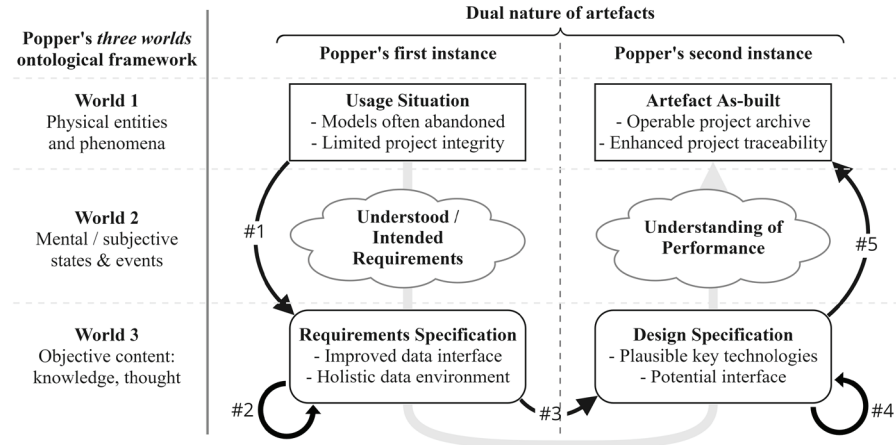 Dual nature of artefacts
Popper's three worlds
ontological framework
Popper's first instance
Popper's second instance
World 1
Physical entities
and phenomena
Usage Situation
- Models often abandoned
- Limited project integrity
Artefact As-built
- Operable project archive
- Enhanced project traceability
World 2
Mental / subjective
states & events
#1
Understood /
Intended
Requirements
Understanding of
Performance
#5
World 3
Objective content:
knowledge, thought
Requirements Specification
- Improved data interface
- Holistic data environment
Design Specification
- Plausible key technologies
- Potential interface
#2
#3
#4